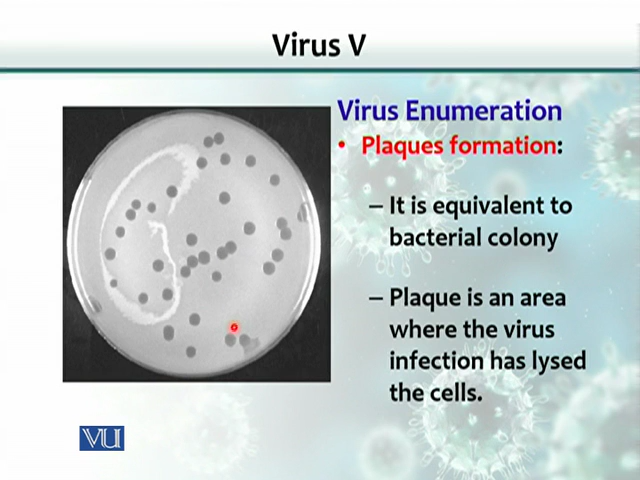 Virus V
Virus Enumeration
• Plaques formation:
– It is equivalent to
bacterial colony
– Plaque is an area
where the virus
infection has lysed
the cells.
VU